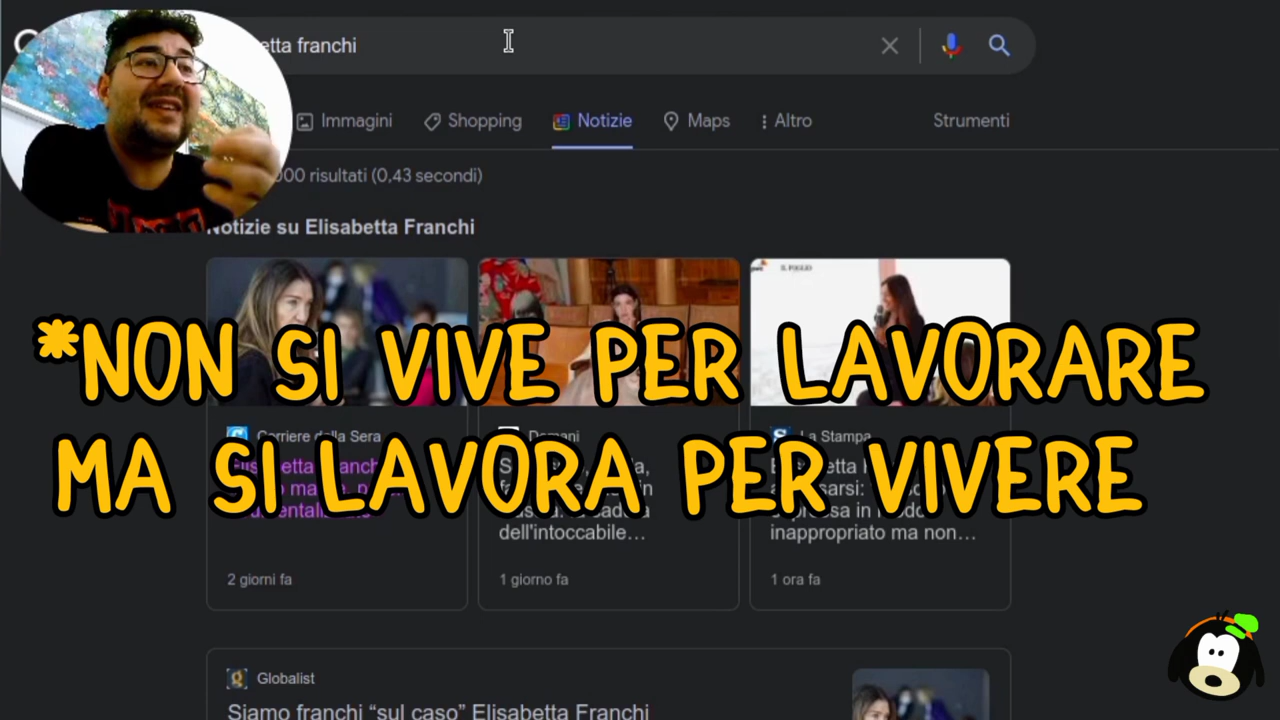 etta franchi
Immagini
Shopping
Notizie
Maps
Altro
Strumenti
000 risultati (0,43 secondi)
Notizie su Elisabetta Franchi
IL FOGLIO
*NON SI VIVE PER LAVORARE
MA SI LAVORA PER VIVERE
Corriere della Sera
2 giorni fa
Domani
dell'intoccabile…
1 giorno fa
La Stampa
inappropriato ma non…
1 ora fa
Globalist
Siamo franchi “sul caso” Elisabetta Franchi